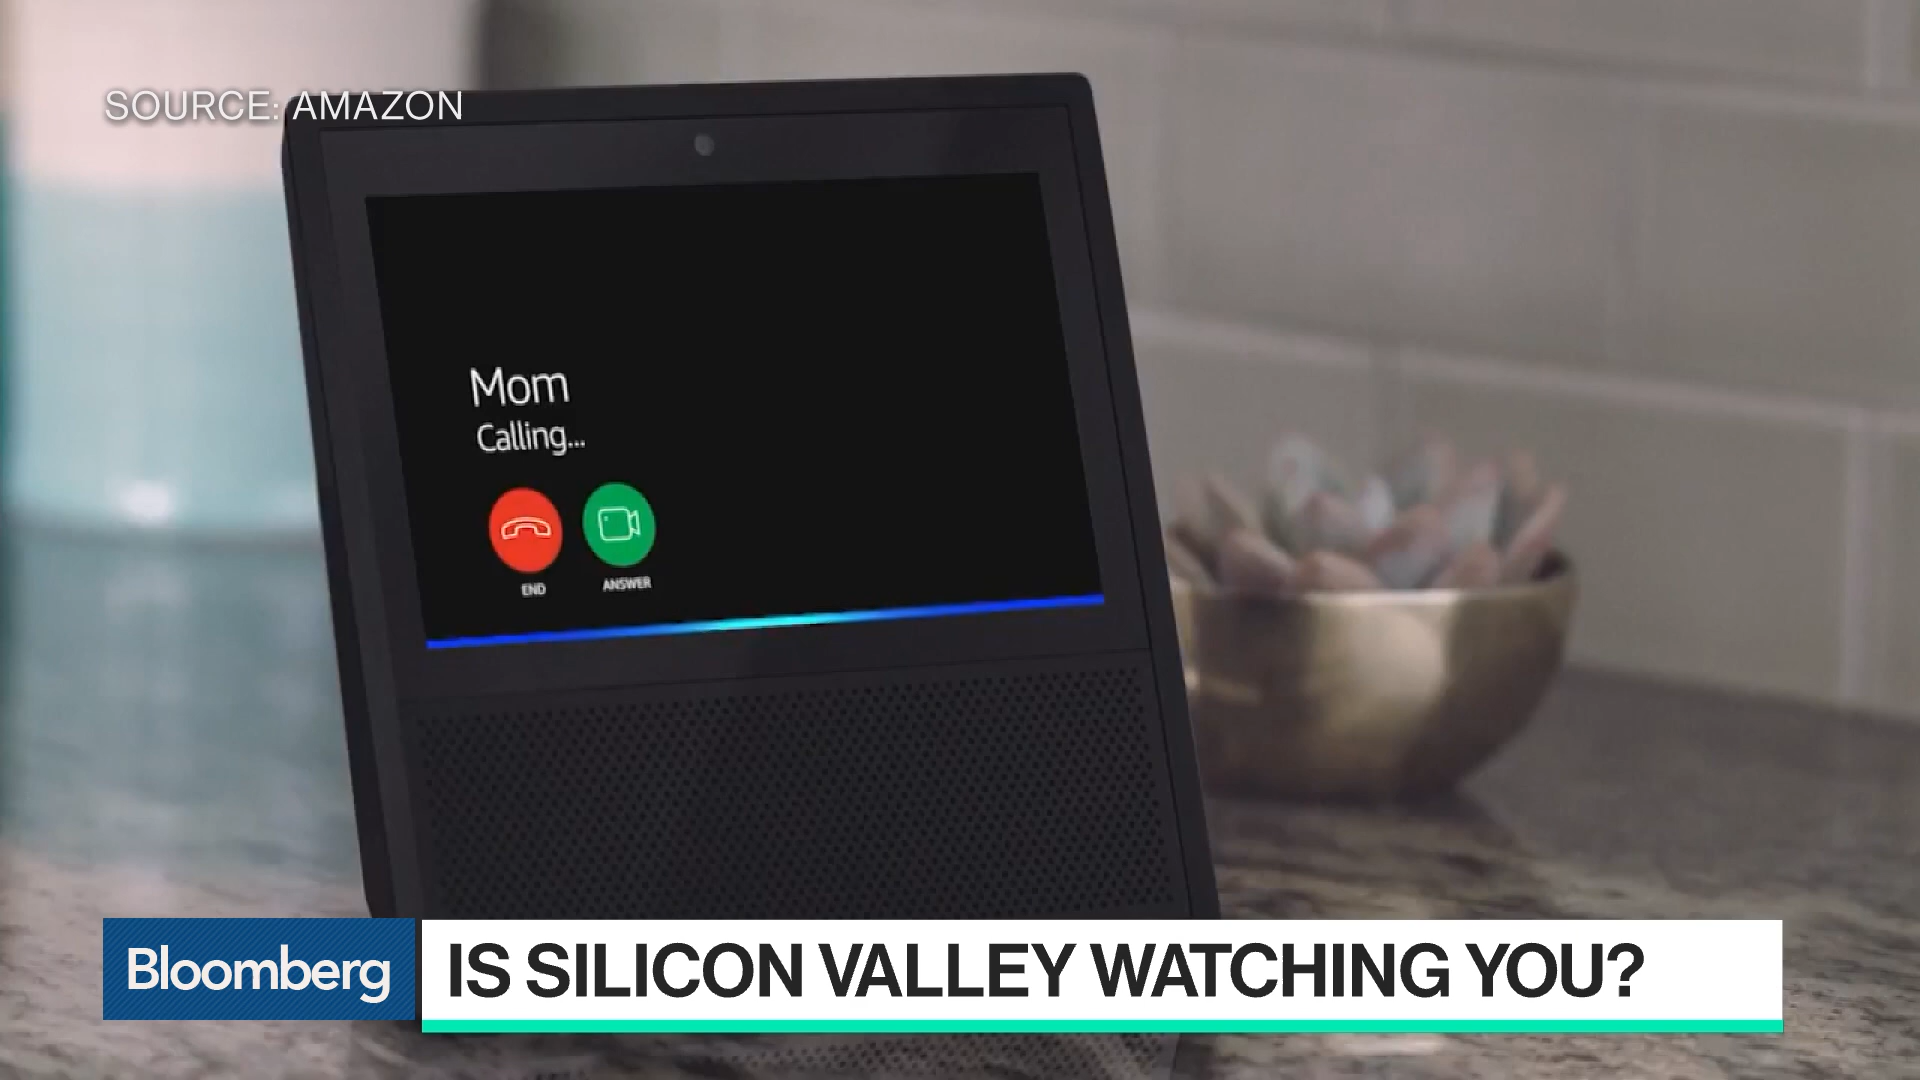 SOURCE: AMAZON
Mom
Calling...
END
ANSWER
Bloomberg
IS SILICON VALLEY WATCHING YOU?